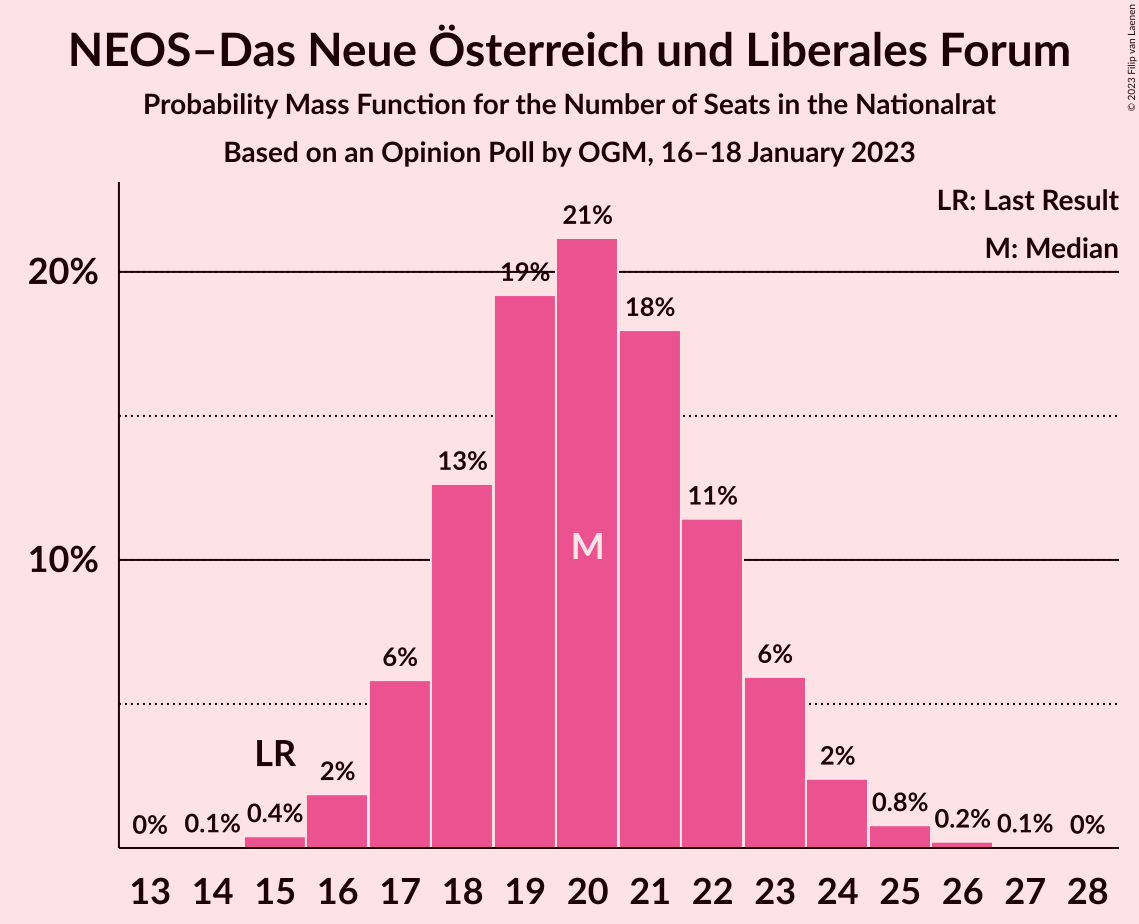 NEOS–Das Neue Österreich und Liberales Forum
Probability Mass Function for the Number of Seats in the Nationalrat
Based on an Opinion Poll by OGM, 16–18 January 2023
© 2023 Filip van Laenen
LR: Last Result
M: Median
20%
10%
0%
0.1%
0.4%
LR
2%
6%
13%
19%
21%
M
18%
11%
6%
2%
0.8%
0.2%
0.1%
0%
13 14 15 16 17 18 19 20 21 22 23 24 25 26 27 28